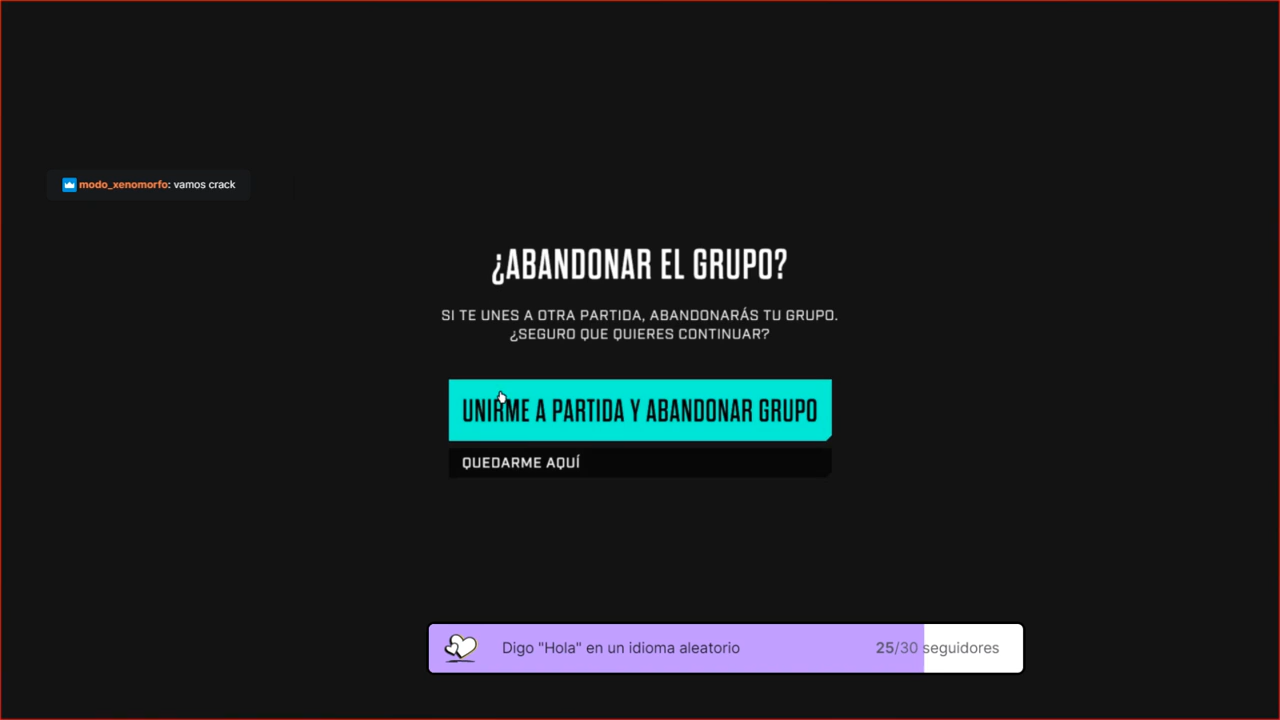 modo_xenomorfo: vamos crack
¿ABANDONAR EL GRUPO?
SI TE UNES A OTRA PARTIDA, ABANDONARÁS TU GRUPO.
¿SEGURO QUE QUIERES CONTINUAR?
UNIRME A PARTIDA Y ABANDONAR GRUPO
QUEDARME AQUÍ
Digo "Hola" en un idioma aleatorio 25/30 seguidores